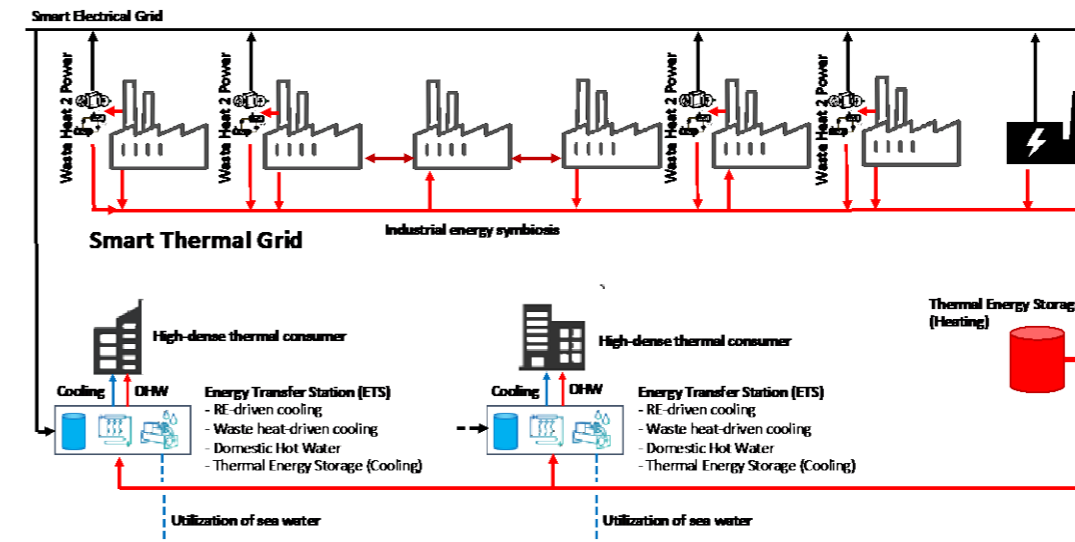 Smart Electrical Grid
Waste Heat 2 Power
Waste Heat 2 Power
Waste Heat 2 Power
Waste Heat 2 Power
Smart Thermal Grid
Industrial energy symbiosis
High-dense thermal consumer
High-dense thermal consumer
Thermal Energy Storag
(Heating)
Cooling
DHW
Energy Transfer Station (ETS)
- RE-driven cooling
- Waste heat-driven cooling
- Domestic Hot Water
- Thermal Energy Storage (Cooling)
Cooling
DHW
Energy Transfer Station (ETS)
- RE-driven cooling
- Waste heat-driven cooling
- Domestic Hot Water
- Thermal Energy Storage (Cooling)
Utilization of sea water
Utilization of sea water